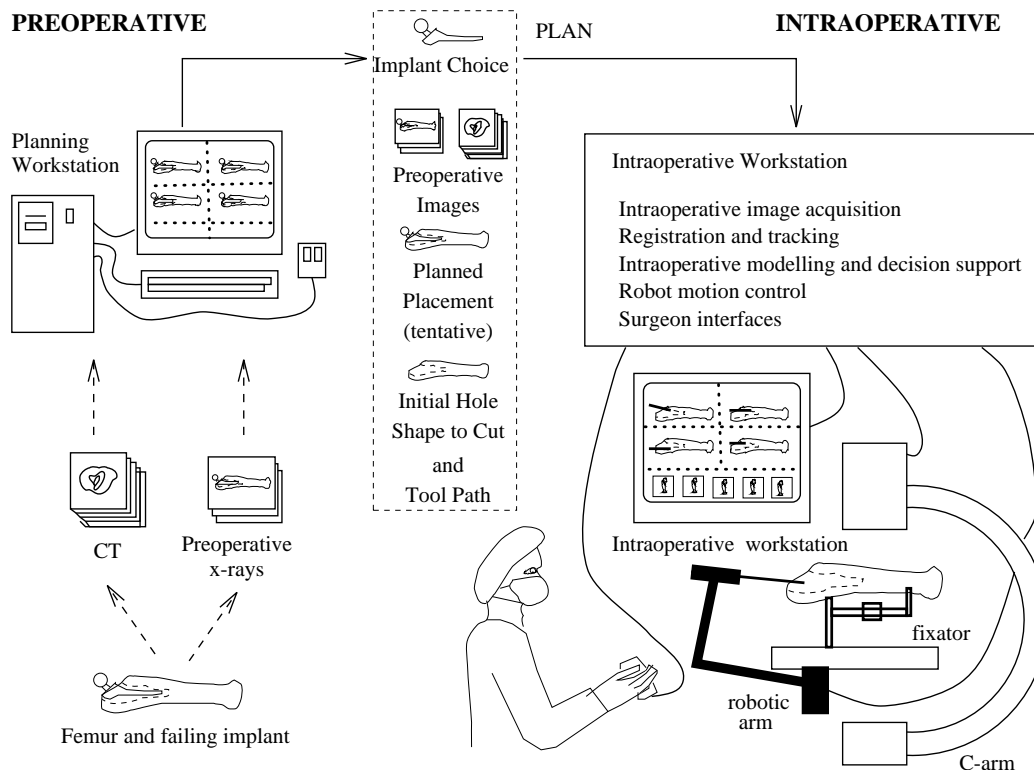 PREOPERATIVE
PLAN
INTRAOPERATIVE
Planning
Workstation
Implant Choice
Preoperative
Images
Planned
Placement
(tentative)
Initial Hole
Shape to Cut
and
Tool Path
CT
Preoperative
x-rays
Femur and failing implant
Intraoperative Workstation
Intraoperative image acquisition
Registration and tracking
Intraoperative modelling and decision support
Robot motion control
Surgeon interfaces
Intraoperative workstation
fixator
robotic
arm
C-arm